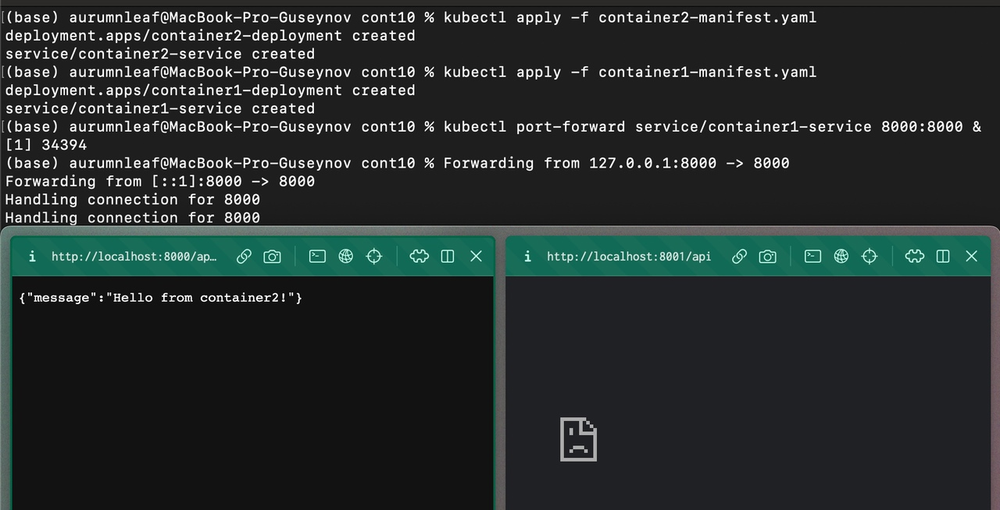 (base) aurumnleaf@MacBook-Pro-Guseynov cont10 % kubectl apply -f container2-manifest.yaml
deployment.apps/container2-deployment created
service/container2-service created
(base) aurumnleaf@MacBook-Pro-Guseynov cont10 % kubectl apply -f container1-manifest.yaml
deployment.apps/container1-deployment created
service/container1-service created
(base) aurumnleaf@MacBook-Pro-Guseynov cont10 % kubectl port-forward service/container1-service 8000:8000 &
[1] 34394
(base) aurumnleaf@MacBook-Pro-Guseynov cont10 % Forwarding from 127.0.0.1:8000 -> 8000
Forwarding from [::1]:8000 -> 8000
Handling connection for 8000
Handling connection for 8000
http://localhost:8000/ap…
{"message":"Hello from container2!"}
http://localhost:8001/api